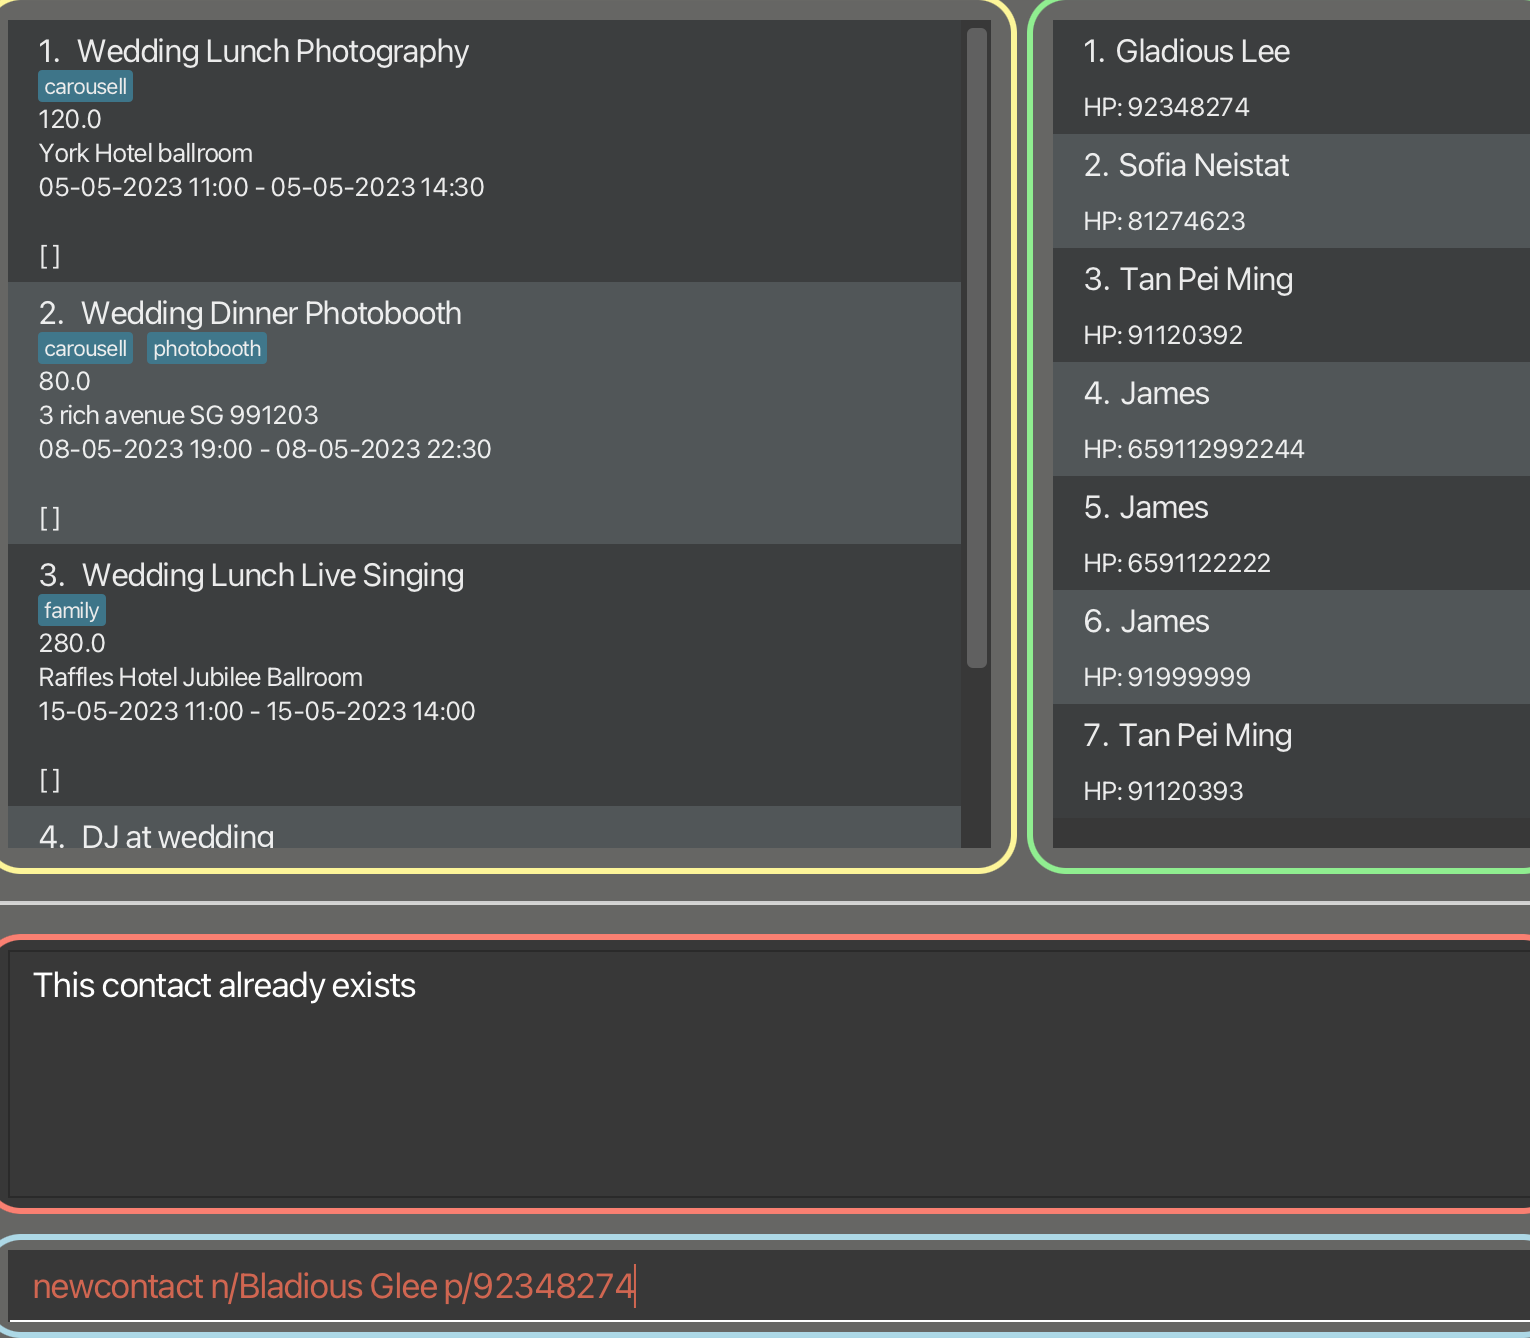 1. Wedding Lunch Photography
carousell
120.0
York Hotel ballroom
05-05-2023 11:00 - 05-05-2023 14:30
[ ]
2. Wedding Dinner Photobooth
carousell photobooth
80.0
3 rich avenue SG 991203
08-05-2023 19:00 - 08-05-2023 22:30
[ ]
3. Wedding Lunch Live Singing
family
280.0
Raffles Hotel Jubilee Ballroom
15-05-2023 11:00 - 15-05-2023 14:00
[ ]
4. DJ at wedding
1. Gladious Lee
HP: 92348274
2. Sofia Neistat
HP: 81274623
3. Tan Pei Ming
HP: 91120392
4. James
HP: 659112992244
5. James
HP: 6591122222
6. James
HP: 91999999
7. Tan Pei Ming
HP: 91120393
This contact already exists
newcontact n/Bladious Glee p/92348274